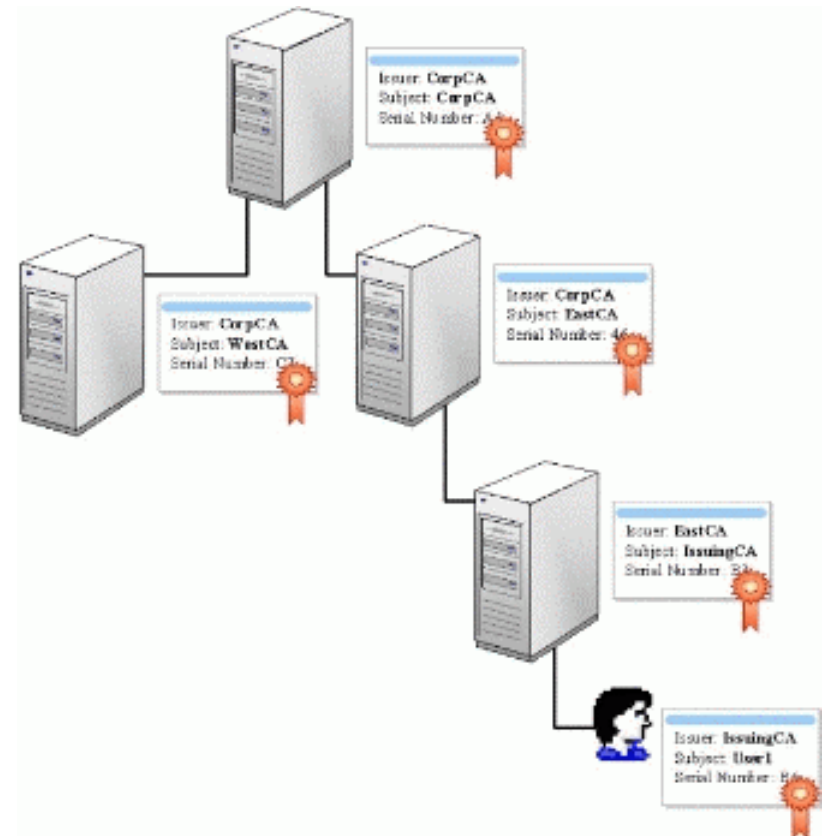 Issuer: CorpCA
Subject: CorpCA
Serial Number:
Issuer: CorpCA
Subject: WestCA
Serial Number:
Issuer: CorpCA
Subject: EastCA
Serial Number: 46
Issuer: EastCA
Subject: IssuingCA
Serial Number:
Issuer: IssuingCA
Subject: User1
Serial Number: